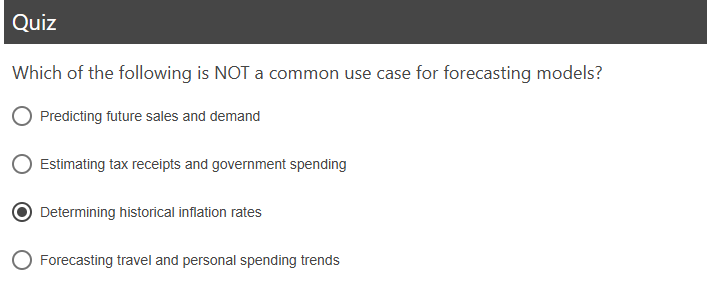 Quiz
Which of the following is NOT a common use case for forecasting models?
Predicting future sales and demand
Estimating tax receipts and government spending
Determining historical inflation rates
Forecasting travel and personal spending trends